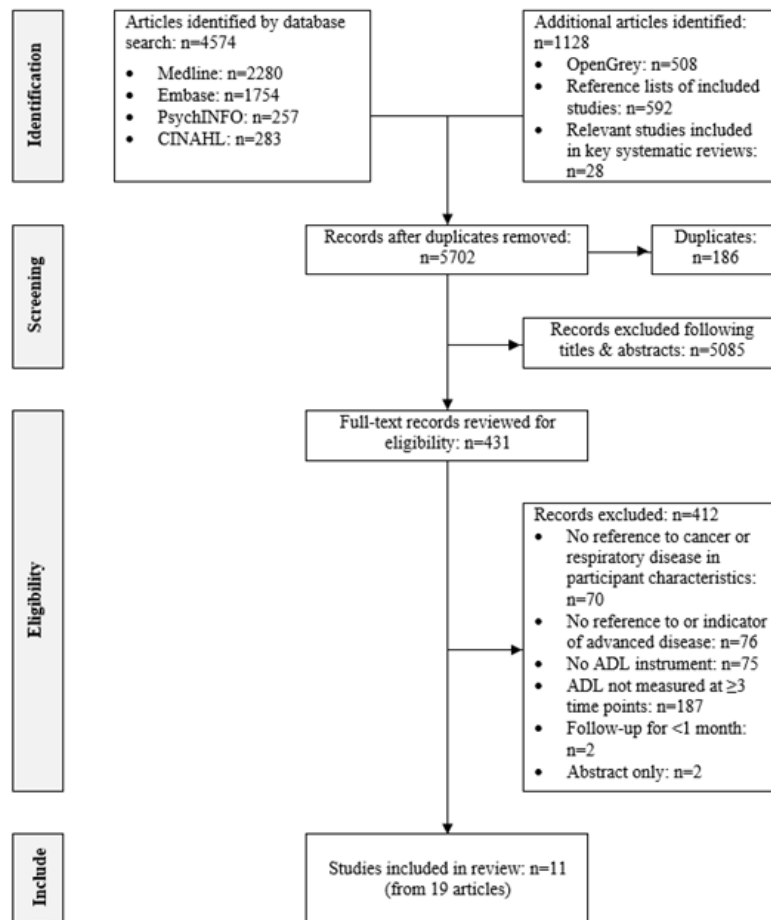 Identification
Articles identified by database
search: n=4574
• Medline: n=2280
• Embase: n=1754
• PsychINFO: n=257
• CINAHL: n=283
Additional articles identified:
n=1128
• OpenGrey: n=508
• Reference lists of included
studies: n=592
• Relevant studies included
in key systematic reviews:
n=28
Screening
Records after duplicates removed:
n=5702
Duplicates:
n=186
Records excluded following
titles & abstracts: n=5085
Eligibility
Full-text records reviewed for
eligibility: n=431
Records excluded: n=412
• No reference to cancer or
respiratory disease in
participant characteristics:
n=70
• No reference to or indicator
of advanced disease: n=76
• No ADL instrument: n=75
• ADL not measured at ≥3
time points: n=187
• Follow-up for <1 month:
n=2
• Abstract only: n=2
Include
Studies included in review: n=11
(from 19 articles)